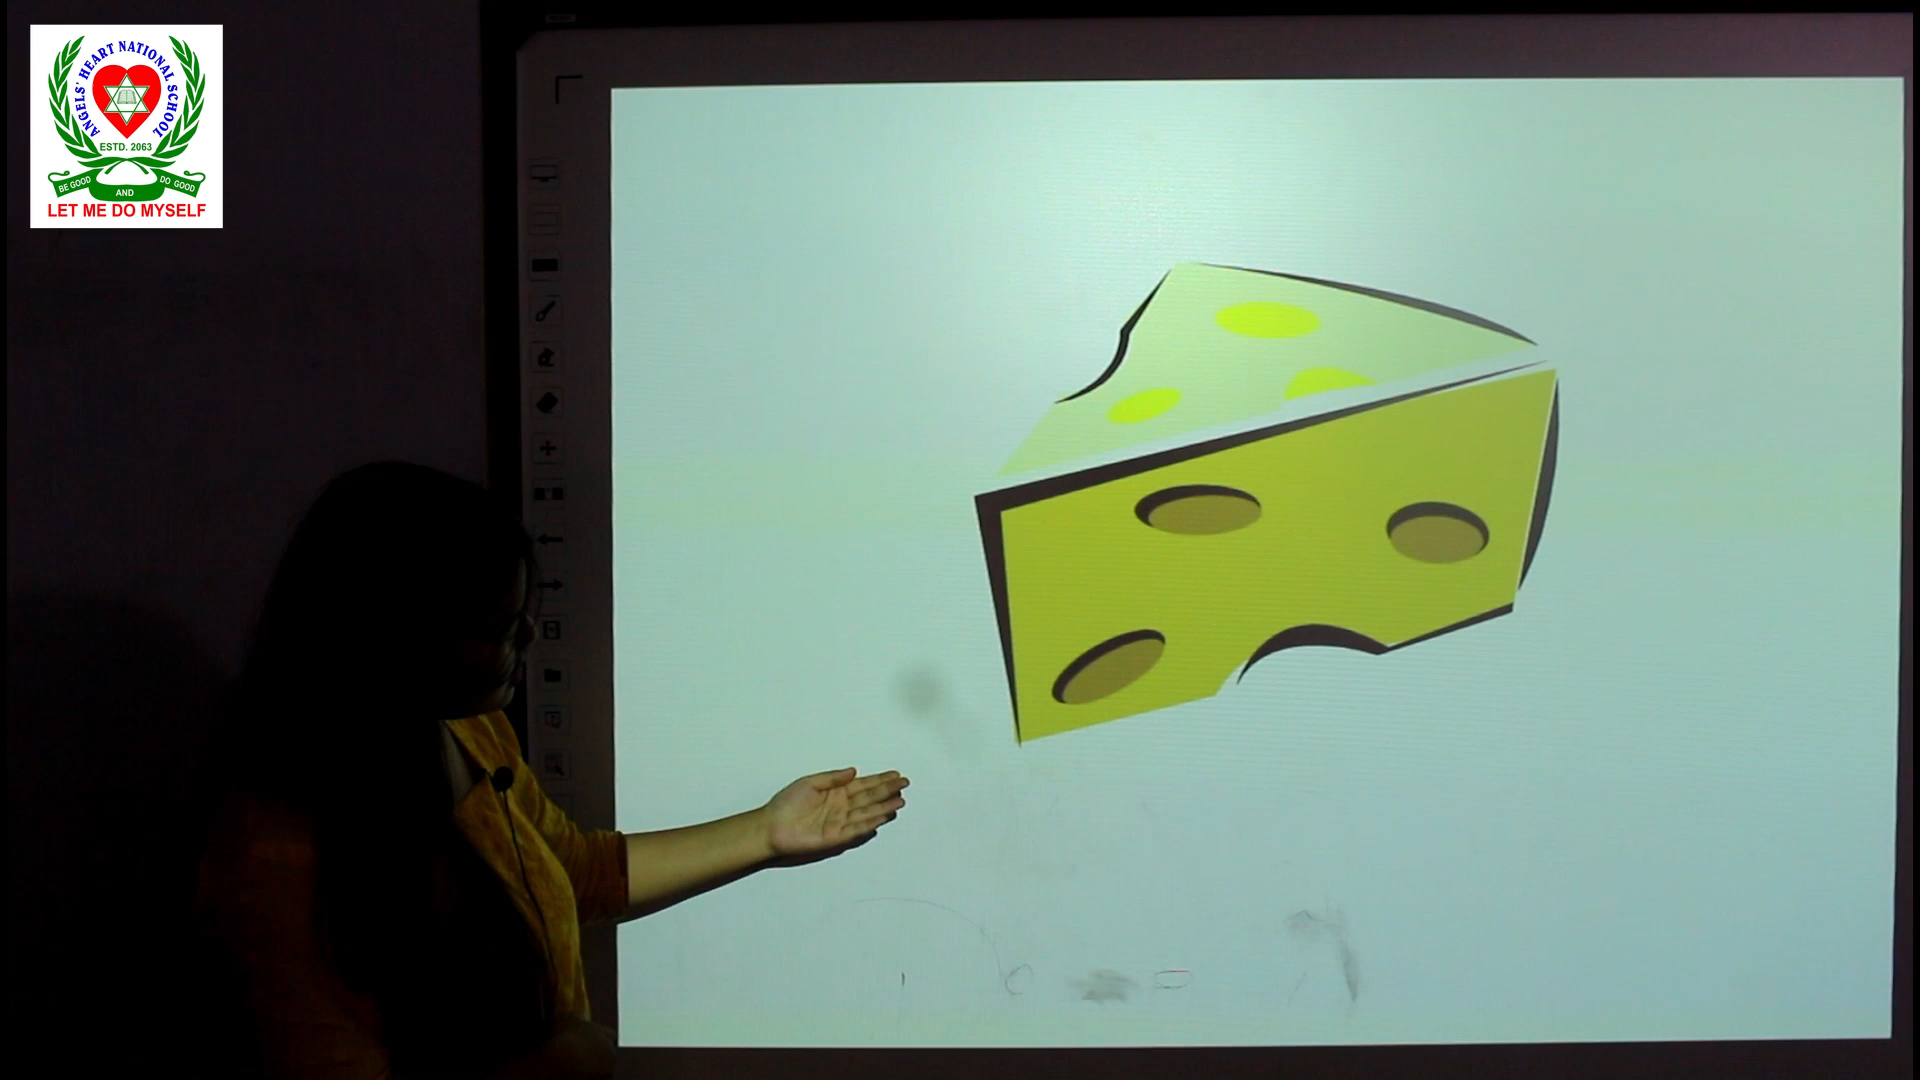 ANGELS' HEART NATIONAL SCHOOL
ESTD. 2063
BE GOOD AND DO GOOD
LET ME DO MYSELF